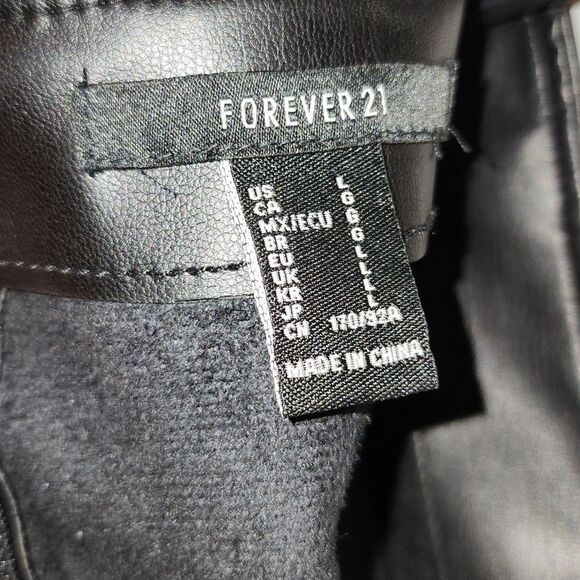 FOREVER 21
US L
CA G
MX/ECU G
BR G
EU L
UK L
KR L
JP L
CN 170/92A
MADE IN CHINA